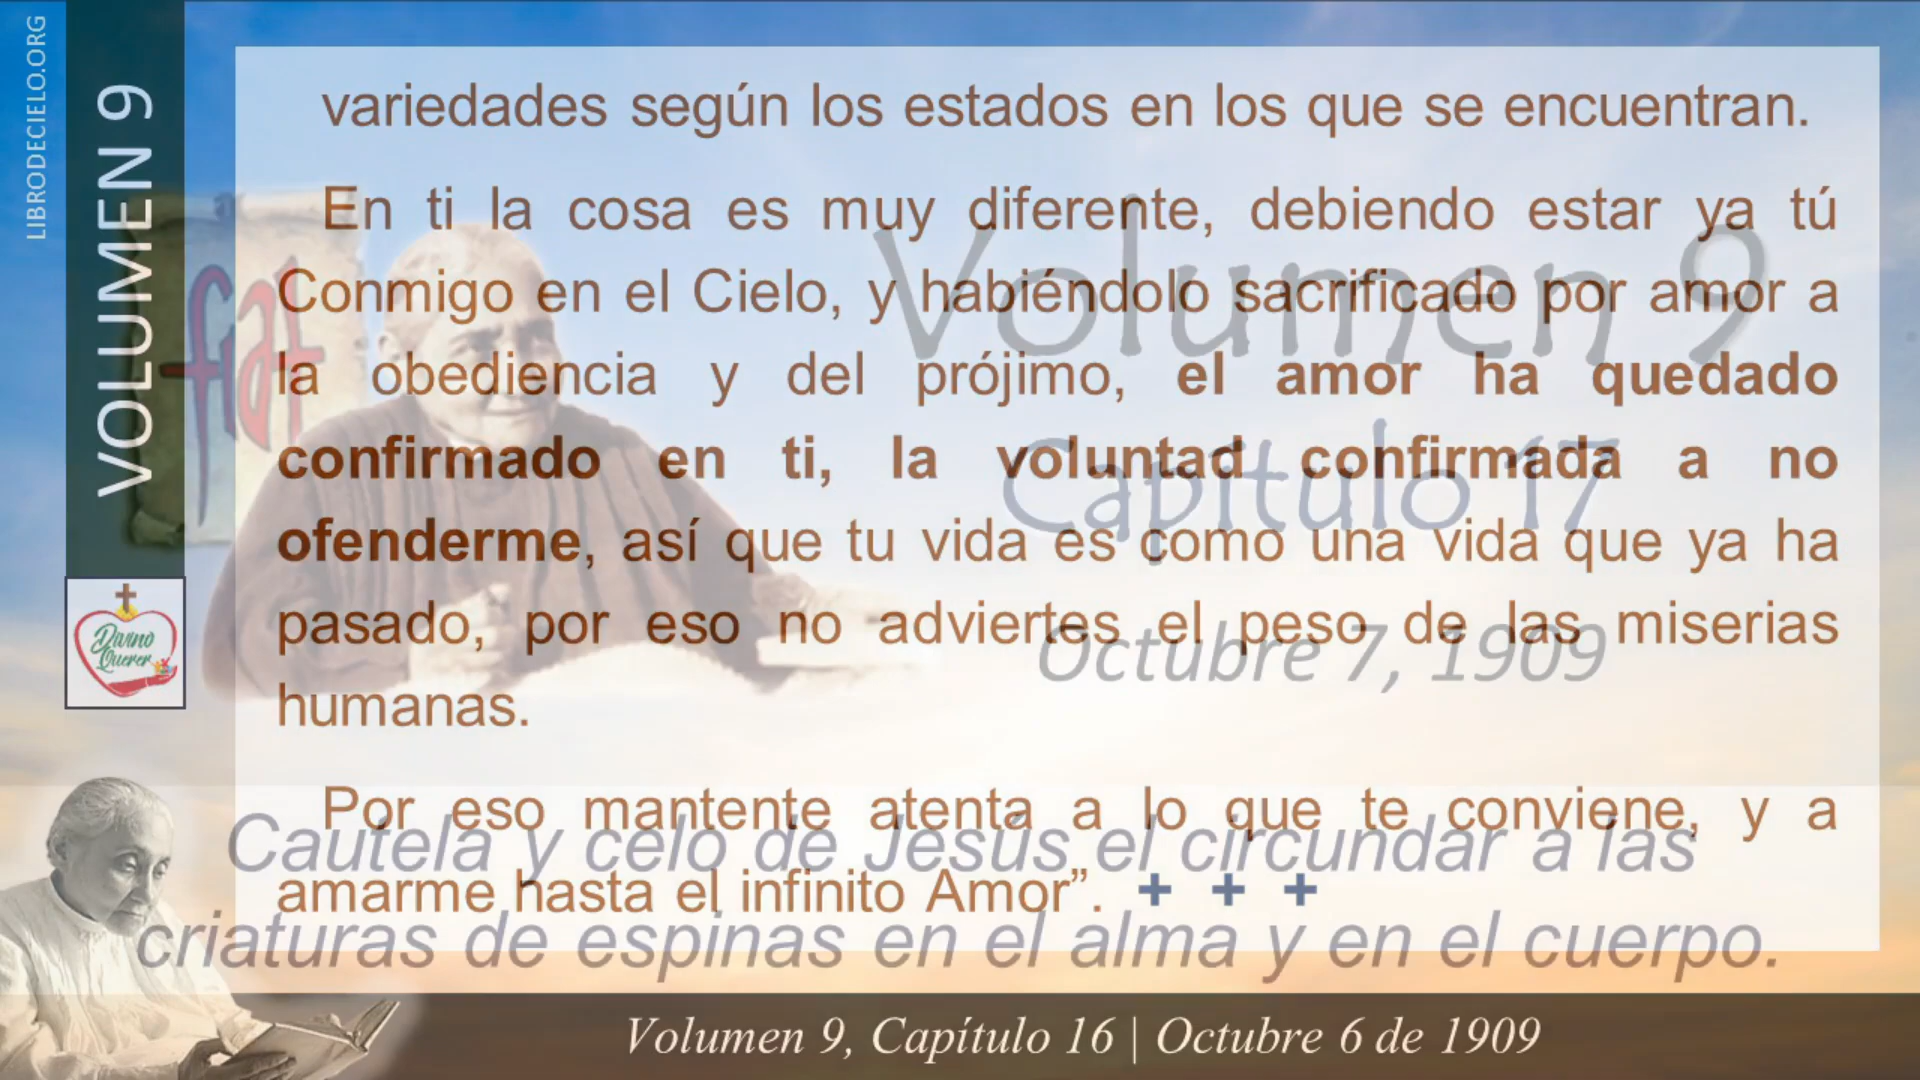 LIBRODECIELO.ORG
VOLUMEN 9
fiat
Divino
Querer
variedades según los estados en los que se encuentran.
En ti la cosa es muy diferente, debiendo estar ya tú
Conmigo en el Cielo, y habiéndolo sacrificado por amor a
la obediencia y del prójimo, el amor ha quedado
confirmado en ti, la voluntad confirmada a no
ofenderme, así que tu vida es como una vida que ya ha
pasado, por eso no adviertes el peso de las miserias
humanas.
Por eso mantente atenta a lo que te conviene, y a
amarme hasta el infinito Amor”. + + +
Volumen 9
Capítulo 17
Octubre 7, 1909
Cautela y celo de Jesús el circundar a las
criaturas de espinas en el alma y en el cuerpo.
Volumen 9, Capítulo 16 | Octubre 6 de 1909